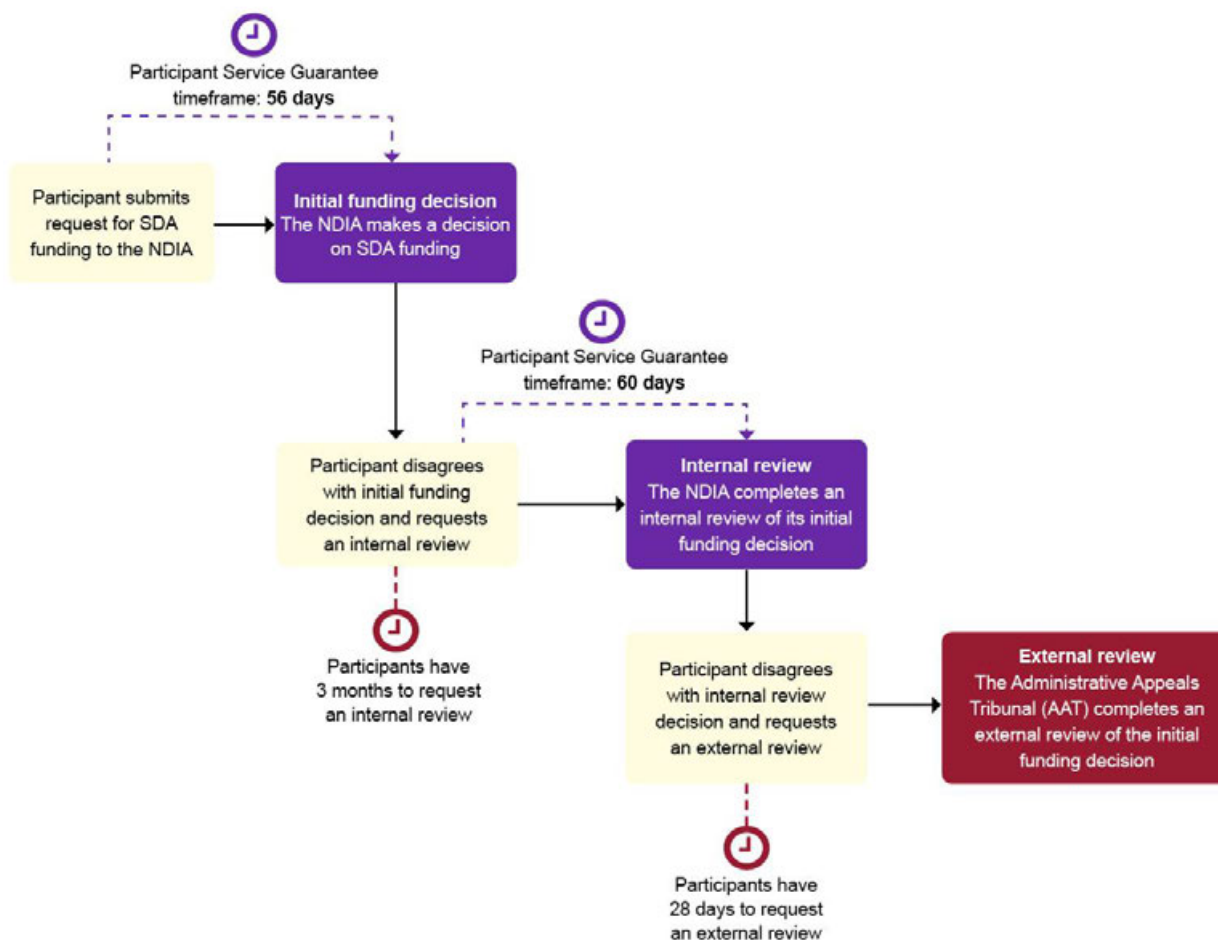 Participant Service Guarantee
timeframe: 56 days
Participant submits
request for SDA
funding to the NDIA
Initial funding decision
The NDIA makes a decision
on SDA funding
Participant Service Guarantee
timeframe: 60 days
Participant disagrees
with initial funding
decision and requests
an internal review
Internal review
The NDIA completes an
internal review of its initial
funding decision
Participants have
3 months to request
an internal review
Participant disagrees
with internal review
decision and requests
an external review
External review
The Administrative Appeals
Tribunal (AAT) completes an
external review of the initial
funding decision
Participants have
28 days to request
an external review